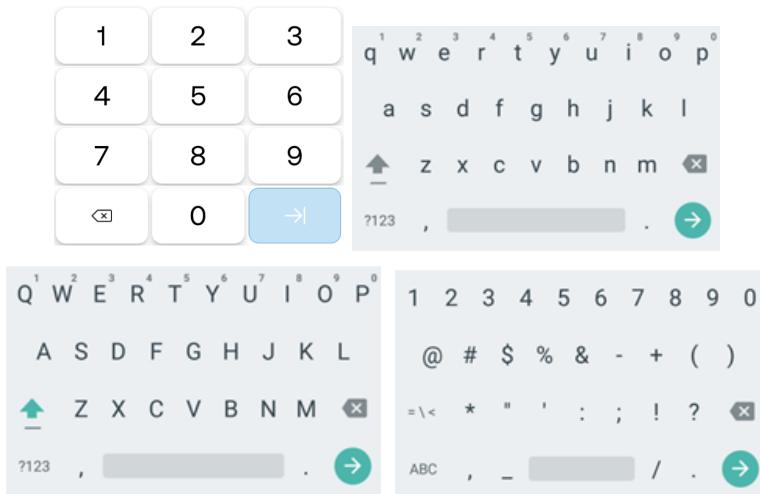 1 2 3
4 5 6
7 8 9
0
1 2 3 4 5 6 7 8 9 0
q w e r t y u i o p
a s d f g h j k l
z x c v b n m
?123 , .
1 2 3 4 5 6 7 8 9 0
Q W E R T Y U I O P
A S D F G H J K L
Z X C V B N M
?123 , .
1 2 3 4 5 6 7 8 9 0
@ # $ % & - + ( )
= \ < * " ' : ; ! ?
ABC , _ / .